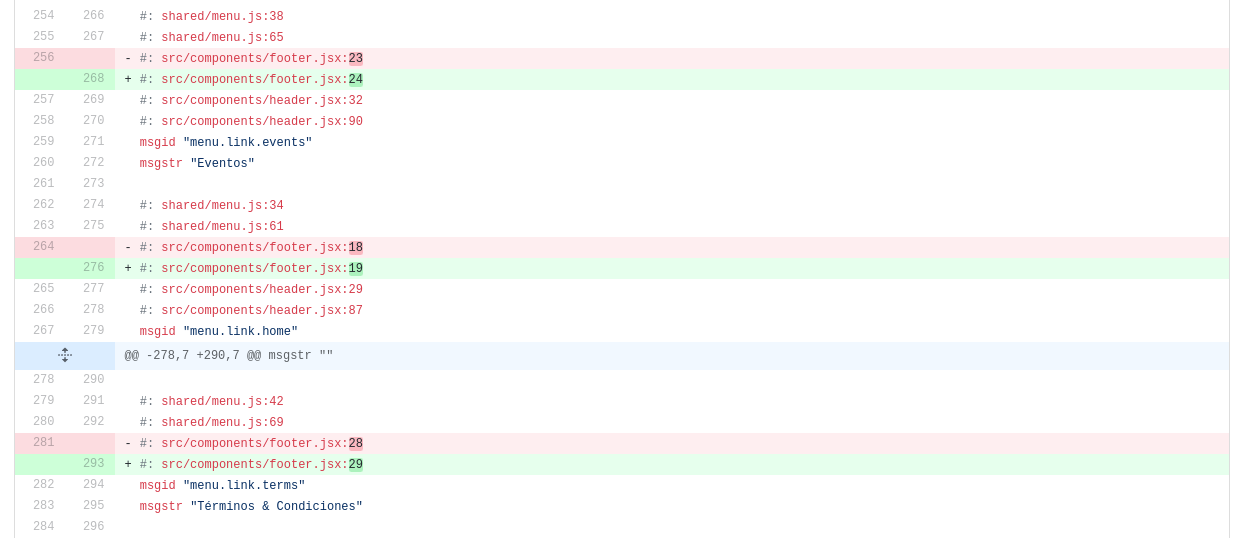 254 266 #: shared/menu.js:38
255 267 #: shared/menu.js:65
256 - #: src/components/footer.jsx:23
268 + #: src/components/footer.jsx:24
257 269 #: src/components/header.jsx:32
258 270 #: src/components/header.jsx:90
259 271 msgid "menu.link.events"
260 272 msgstr "Eventos"
261 273
262 274 #: shared/menu.js:34
263 275 #: shared/menu.js:61
264 - #: src/components/footer.jsx:18
276 + #: src/components/footer.jsx:19
265 277 #: src/components/header.jsx:29
266 278 #: src/components/header.jsx:87
267 279 msgid "menu.link.home"
@@ -278,7 +290,7 @@ msgstr ""
278 290
279 291 #: shared/menu.js:42
280 292 #: shared/menu.js:69
281 - #: src/components/footer.jsx:28
293 + #: src/components/footer.jsx:29
282 294 msgid "menu.link.terms"
283 295 msgstr "Términos & Condiciones"
284 296